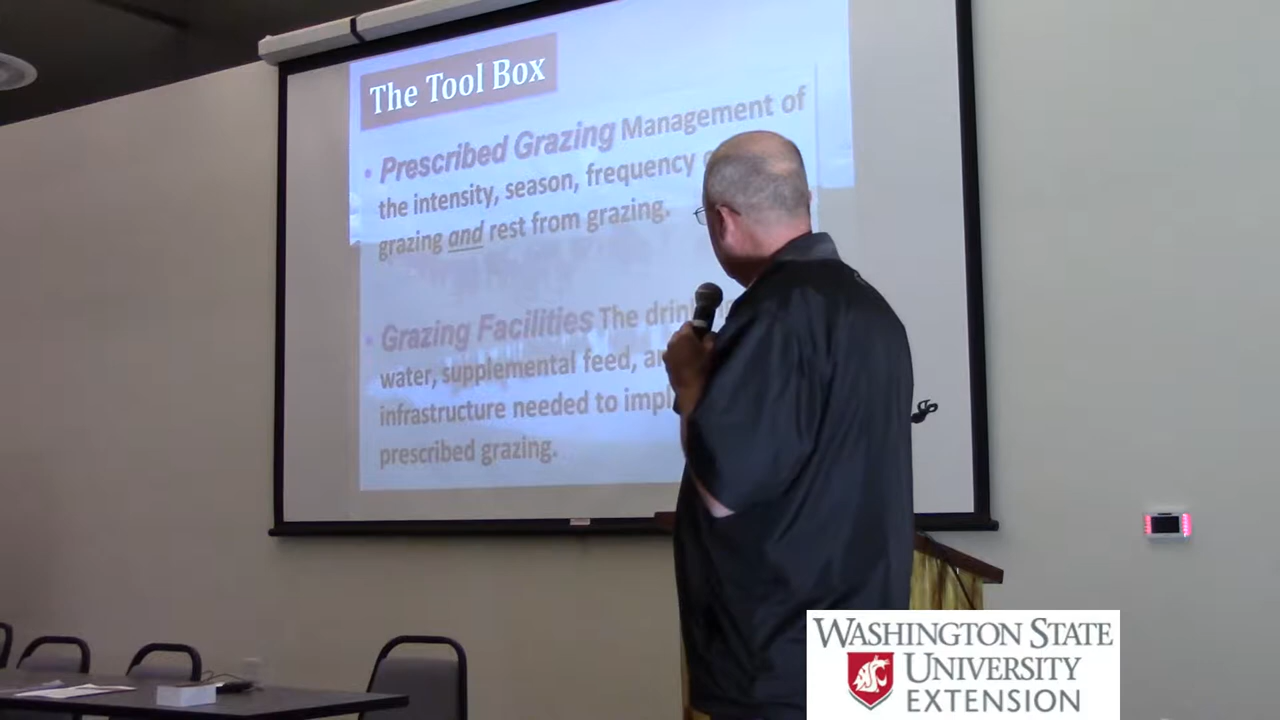 The Tool Box
• Prescribed Grazing Management of
the intensity, season, frequency
grazing and rest from grazing.
• Grazing Facilities The
water, supplemental feed,
infrastructure needed to
prescribed grazing.
WASHINGTON STATE
UNIVERSITY
EXTENSION